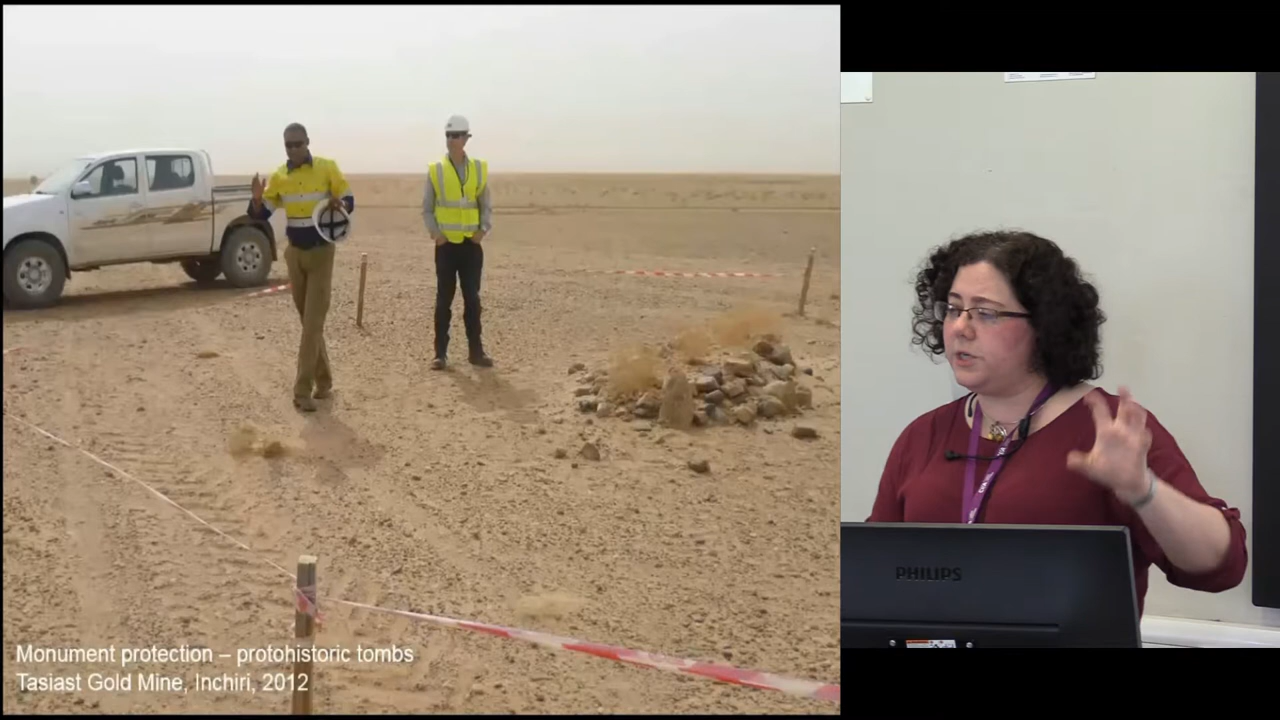 Monument protection – protohistoric tombs
Tasiast Gold Mine, Inchiri, 2012
PHILIPS